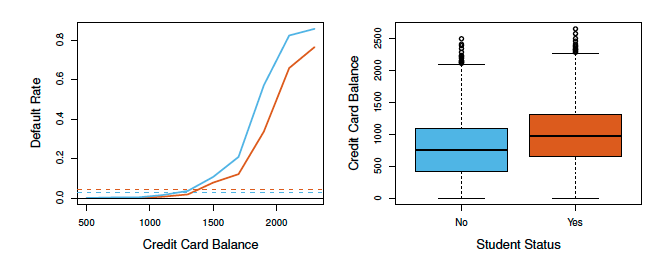 Default Rate
0.0 0.2 0.4 0.6 0.8
500 1000 1500 2000
Credit Card Balance
Credit Card Balance
0 500 1000 1500 2000 2500
No Yes
Student Status